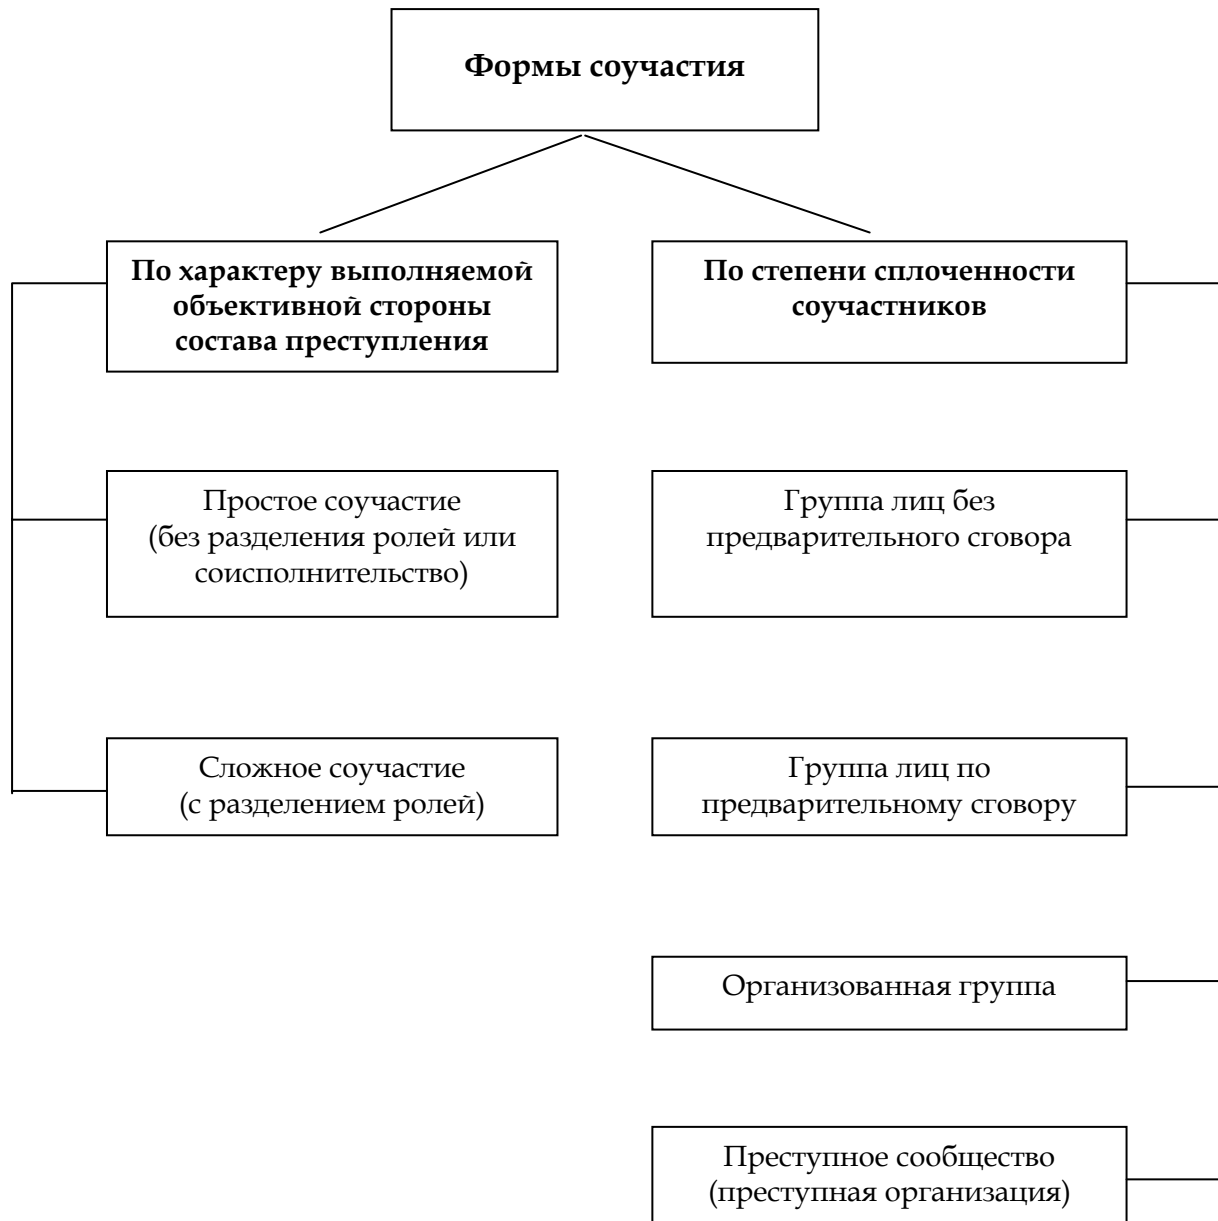 Формы соучастия
По характеру выполняемой
объективной стороны
состава преступления
По степени сплоченности
соучастников
Простое соучастие
(без разделения ролей или
соисполнительство)
Группа лиц без
предварительного сговора
Сложное соучастие
(с разделением ролей)
Группа лиц по
предварительному сговору
Организованная группа
Преступное сообщество
(преступная организация)